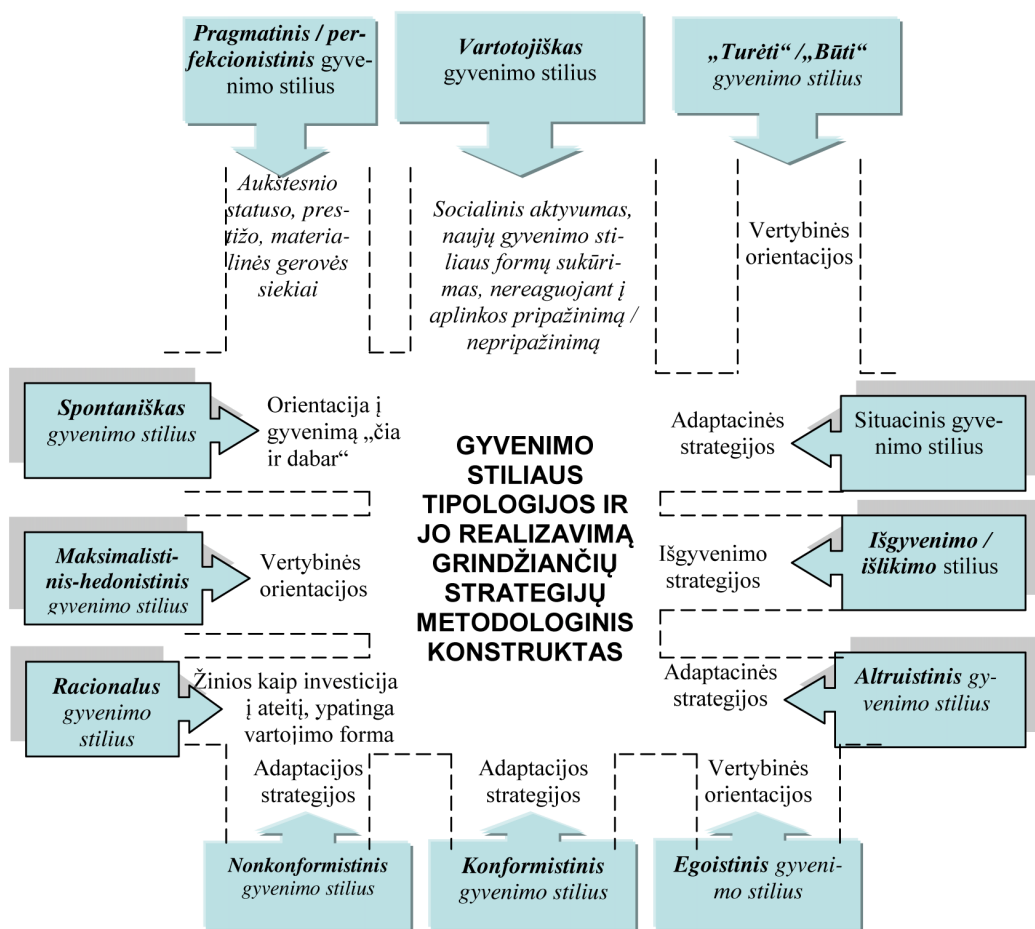 Pragmatinis / per-
fekcionistinis gyve-
nimo stilius
Vartotojiškas
gyvenimo stilius
„Turėti“ /„Būti“
gyvenimo stilius
Aukštesnio
statuso, pres-
tižo, materia-
linės gerovės
siekiai
Socialinis aktyvumas,
naujų gyvenimo sti-
liaus formų sukūri-
mas, nereaguojant į
aplinkos pripažinimą /
nepripažinimą
Vertybinės
orientacijos
Spontaniškas
gyvenimo stilius
Orientacija į
gyvenimą „čia
ir dabar“
GYVENIMO
STILIAUS
TIPOLOGIJOS IR
JO REALIZAVIMĄ
GRINDŽIANČIŲ
STRATEGIJŲ
METODOLOGINIS
KONSTRUKTAS
Adaptacinės
strategijos
Situacinis gyve-
nimo stilius
Maksimalisti-
nis-hedonistinis
gyvenimo stilius
Vertybinės
orientacijos
Išgyvenimo
strategijos
Išgyvenimo /
išlikimo stilius
Racionalus
gyvenimo
stilius
Žinios kaip investicija
į ateitį, ypatinga
vartojimo forma
Adaptacinės
strategijos
Altruistinis gy-
venimo stilius
Adaptacijos
strategijos
Adaptacijos
strategijos
Vertybinės
orientacijos
Nonkonformistinis
gyvenimo stilius
Konformistinis
gyvenimo stilius
Egoistinis gyveni-
mo stilius